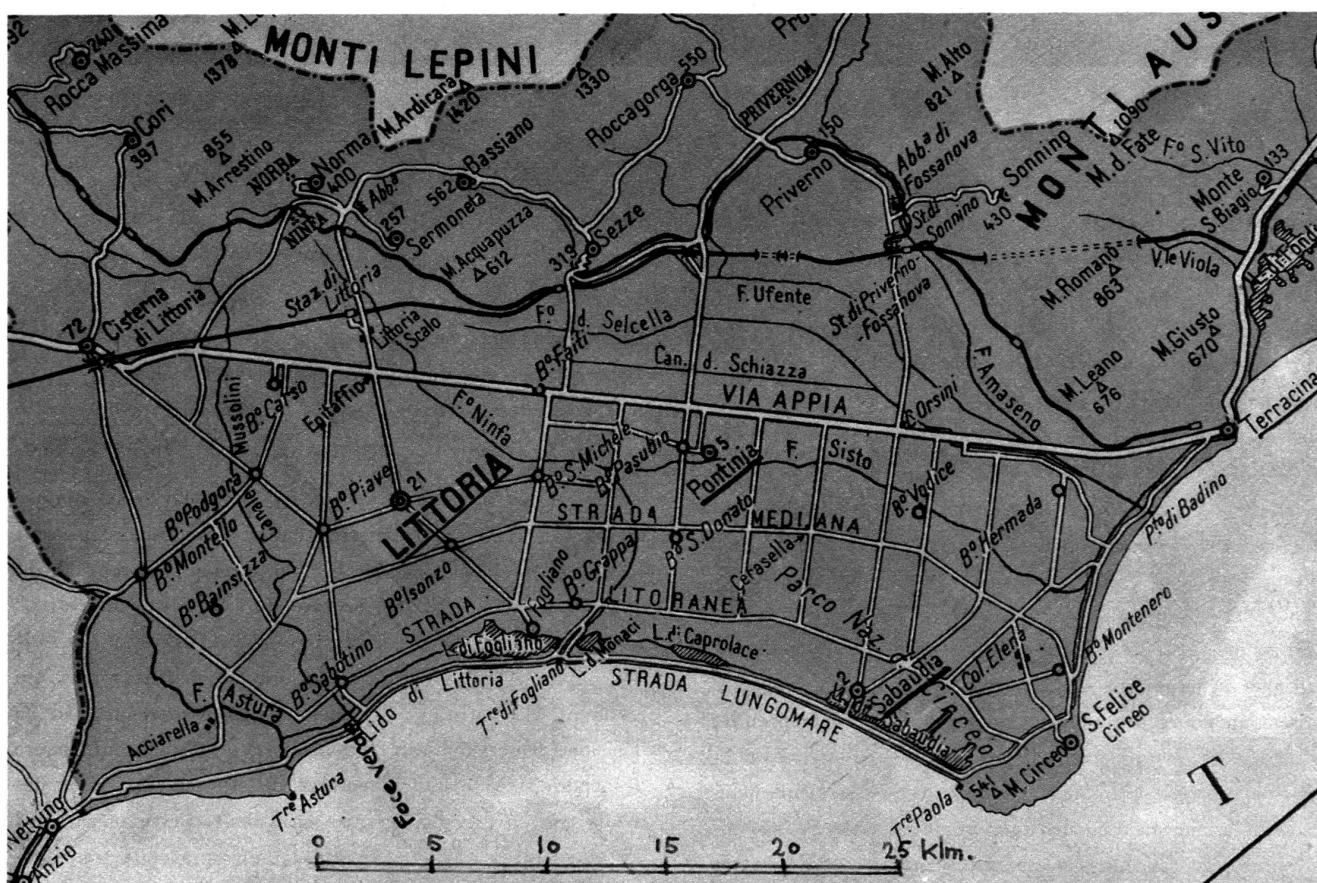 2401
Rocca Massima
1378
MONTI LEPINI
M. Ardicara
1420
1330
Roccagorga 550
PRIVERNUM
M. Alto
821
MONTI AUS
1090
M. d. Fate
F° S. Vito
133
Monte
S. Biagio
Cori
397
855
M. Arrestino
NORBA
Norma
400
NINFA
Abb.ª
257
Sermoneta
562
Bassiano
M. Acquapuzza
612
319
Sezze
150
Priverno
Abb.ª di
Fossanova
St. di
Sonnino
Sonnino
430
V. le Viola
M. Romano
863
M. Giusto
670
M. Leano
676
72
Cisterna
di Littoria
Staz. di
Littoria
Littoria
Scalo
F° d. Selcella
F. Ufente
St. di Priverno-
-Fossanova
Can. d. Schiazza
F. Amaseno
VIA APPIA
C. Orsini
Terracina
B° Faiti
B° Carso
Epitaffio
Canale Mussolini
F° Ninfa
B° S. Michele
B° Pasubio
5
Pontinia
F. Sisto
B° Podgora
B° Piave
21
LITTORIA
STRADA MEDIANA
B° S. Donato
B° Vodice
B° Hermada
P.te di Badino
B° Montello
B° Bainsizza
B° Isonzo
Fogliano
B° Grappa
Cerasella
Parco Naz.
Circeo
STRADA LITORANEA
L. di Fogliano
L. d. Monaci
L. di Caprolace
Col. Elena
B° Montenero
B° Sabotino
F. Astura
Lido di Littoria
T.re di Fogliano
STRADA LUNGOMARE
Sabaudia
Sabaudia
S. Felice
Circeo
541
M. Circeo
T.re Paola
Acciarella
T.re Astura
Foce verde
Nettuno
Anzio
T
0 5 10 15 20 25 Klm.